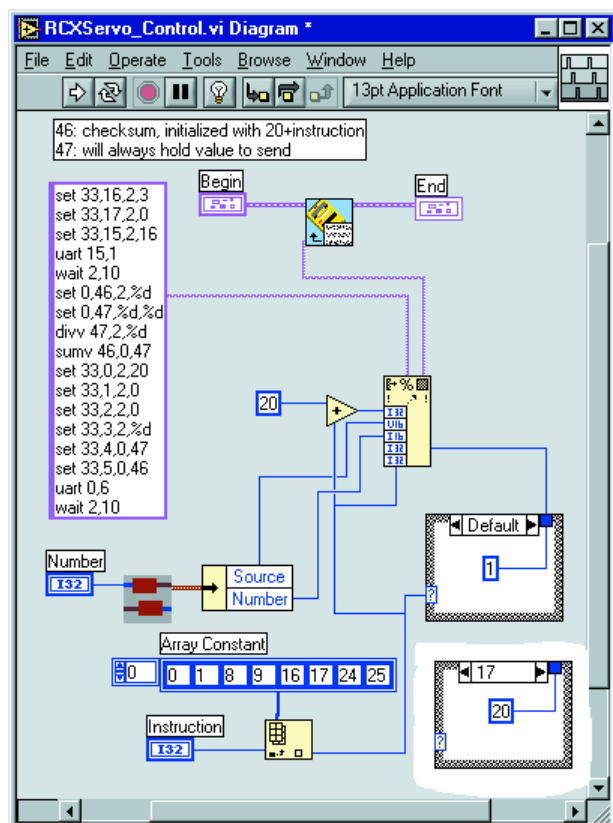 RCXServo_Control.vi Diagram *
File Edit Operate Tools Browse Window Help
13pt Application Font
46: checksum, initialized with 20+instruction
47: will always hold value to send
Begin
End
set 33,16,2,3
set 33,17,2,0
set 33,15,2,16
uart 15,1
wait 2,10
set 0,46,2,%d
set 0,47,%d,%d
divv 47,2,%d
sumv 46,0,47
set 33,0,2,20
set 33,1,2,0
set 33,2,2,0
set 33,3,2,%d
set 33,4,0,47
set 33,5,0,46
uart 0,6
wait 2,10
20
+
%
I32
U16
I16
I32
I32
Default
1
?
Number
I32
Source
Number
Array Constant
0
0 1 8 9 16 17 24 25
Instruction
I32
17
20
?